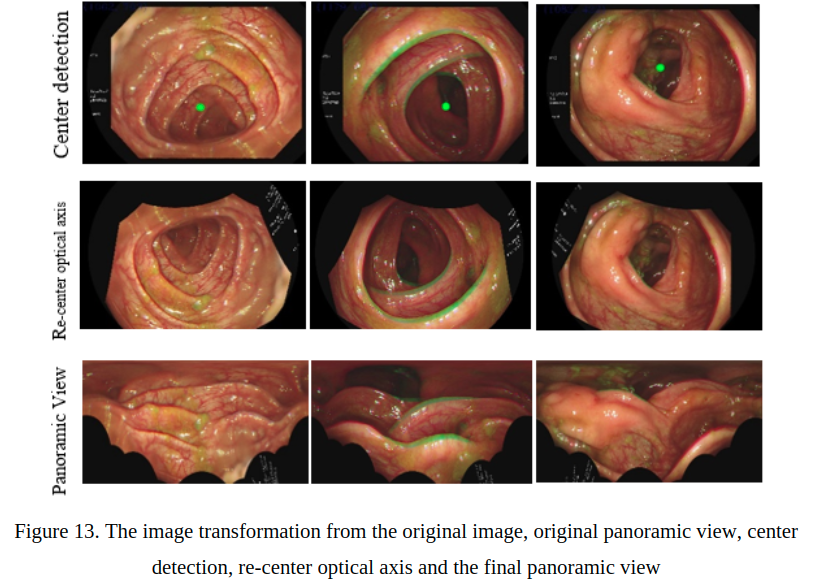 Center detection
Re-center optical axis
Panoramic View
Figure 13. The image transformation from the original image, original panoramic view, center
detection, re-center optical axis and the final panoramic view